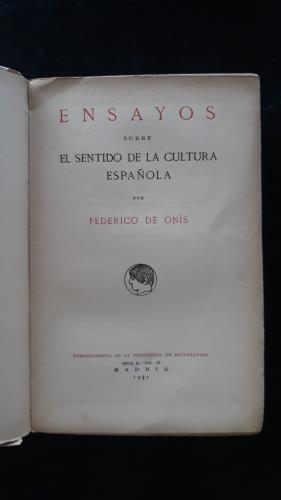 ENSAYOS
SOBRE
EL SENTIDO DE LA CULTURA
ESPAÑOLA
POR
FEDERICO DE ONÍS
PUBLICACIONES DE LA RESIDENCIA DE ESTUDIANTES
MADRID
1932